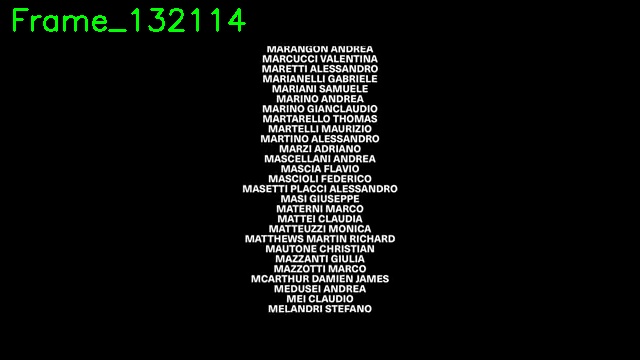 Frame_132114
MARANGON ANDREA
MARCUCCI VALENTINA
MARETTI ALESSANDRO
MARIANELLI GABRIELE
MARIANI SAMUELE
MARINO ANDREA
MARINO GIANCLAUDIO
MARTARELLO THOMAS
MARTELLI MAURIZIO
MARTINO ALESSANDRO
MARZI ADRIANO
MASCELLANI ANDREA
MASCIA FLAVIO
MASCIOLI FEDERICO
MASETTI PLACCI ALESSANDRO
MASI GIUSEPPE
MATERNI MARCO
MATTEI CLAUDIA
MATTEUZZI MONICA
MATTHEWS MARTIN RICHARD
MAUTONE CHRISTIAN
MAZZANTI GIULIA
MAZZOTTI MARCO
MCARTHUR DAMIEN JAMES
MEDUSEI ANDREA
MEI CLAUDIO
MELANDRI STEFANO